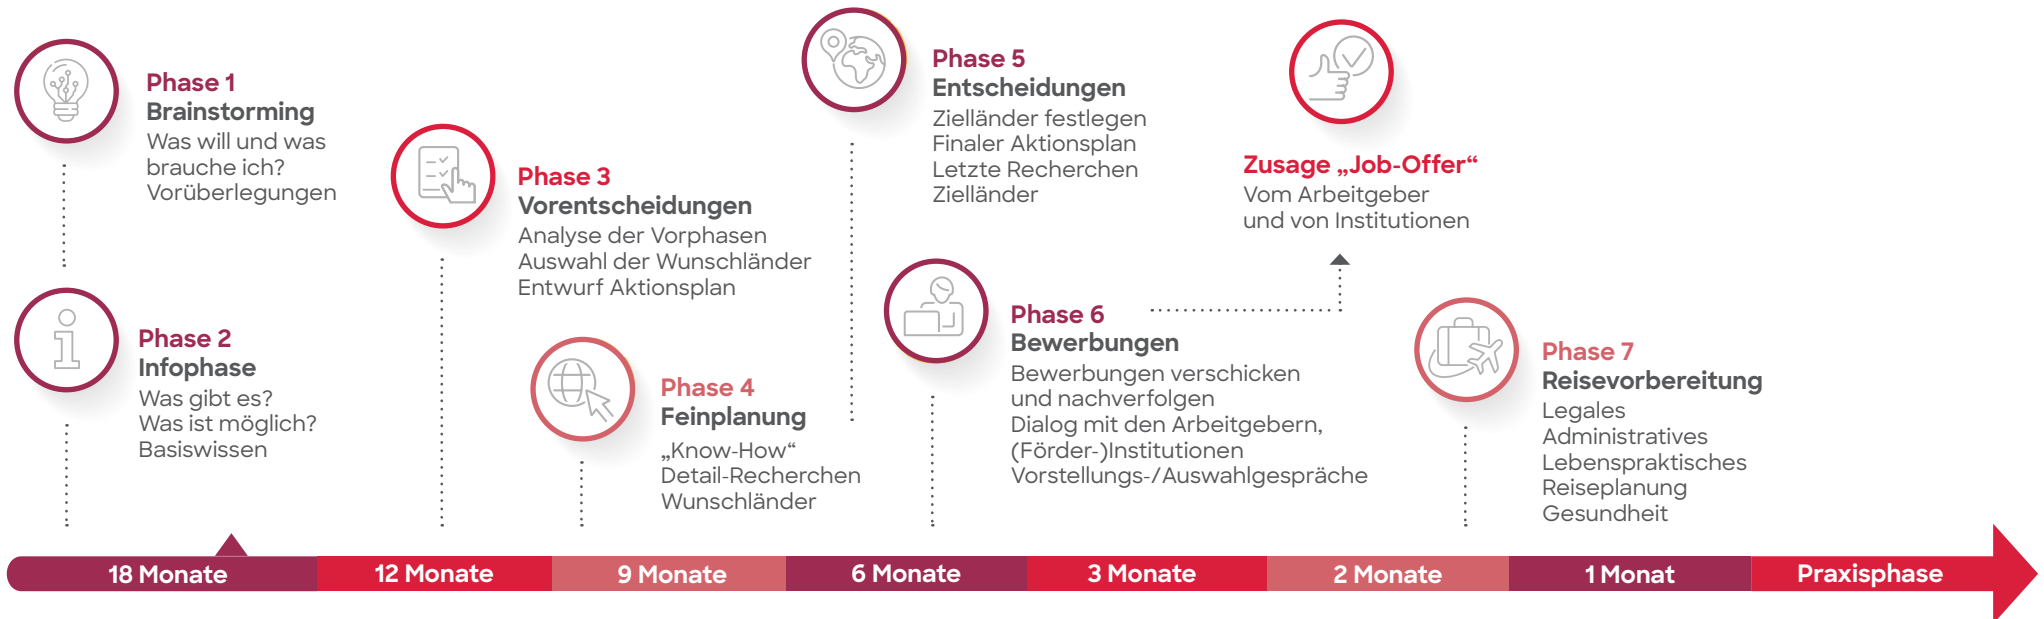 Phase 1
Brainstorming
Was will und was
brauche ich?
Vorüberlegungen
Phase 2
Infophase
Was gibt es?
Was ist möglich?
Basiswissen
Phase 3
Vorentscheidungen
Analyse der Vorphasen
Auswahl der Wunschländer
Entwurf Aktionsplan
Phase 4
Feinplanung
„Know-How“
Detail-Recherchen
Wunschländer
Phase 5
Entscheidungen
Zielländer festlegen
Finaler Aktionsplan
Letzte Recherchen
Zielländer
Phase 6
Bewerbungen
Bewerbungen verschicken
und nachverfolgen
Dialog mit den Arbeitgebern,
(Förder-)Institutionen
Vorstellungs-/Auswahlgespräche
Zusage „Job-Offer“
Vom Arbeitgeber
und von Institutionen
Phase 7
Reisevorbereitung
Legales
Administratives
Lebenspraktisches
Reiseplanung
Gesundheit
18 Monate
12 Monate
9 Monate
6 Monate
3 Monate
2 Monate
1 Monat
Praxisphase